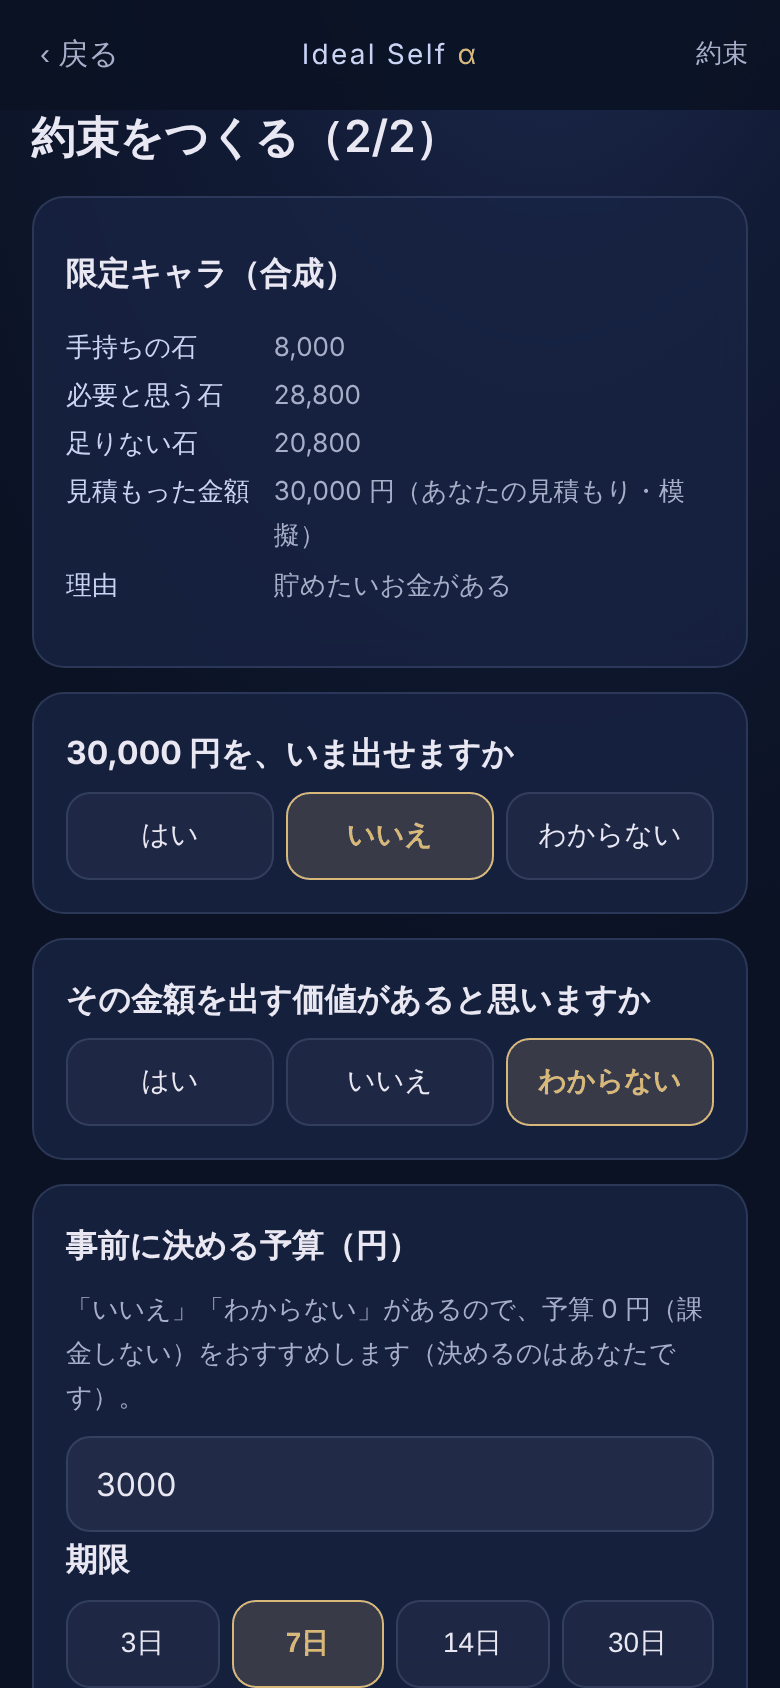 ‹ 戻る
Ideal Self α
約束
約束をつくる（2/2）
限定キャラ（合成）
手持ちの石 8,000
必要と思う石 28,800
足りない石 20,800
見積もった金額 30,000 円（あなたの見積もり・模
擬）
理由 貯めたいお金がある
30,000 円を、いま出せますか
はい いいえ わからない
その金額を出す価値があると思いますか
はい いいえ わからない
事前に決める予算（円）
「いいえ」「わからない」があるので、予算 0 円（課
金しない）をおすすめします（決めるのはあなたで
す）。
3000
期限
3日 7日 14日 30日